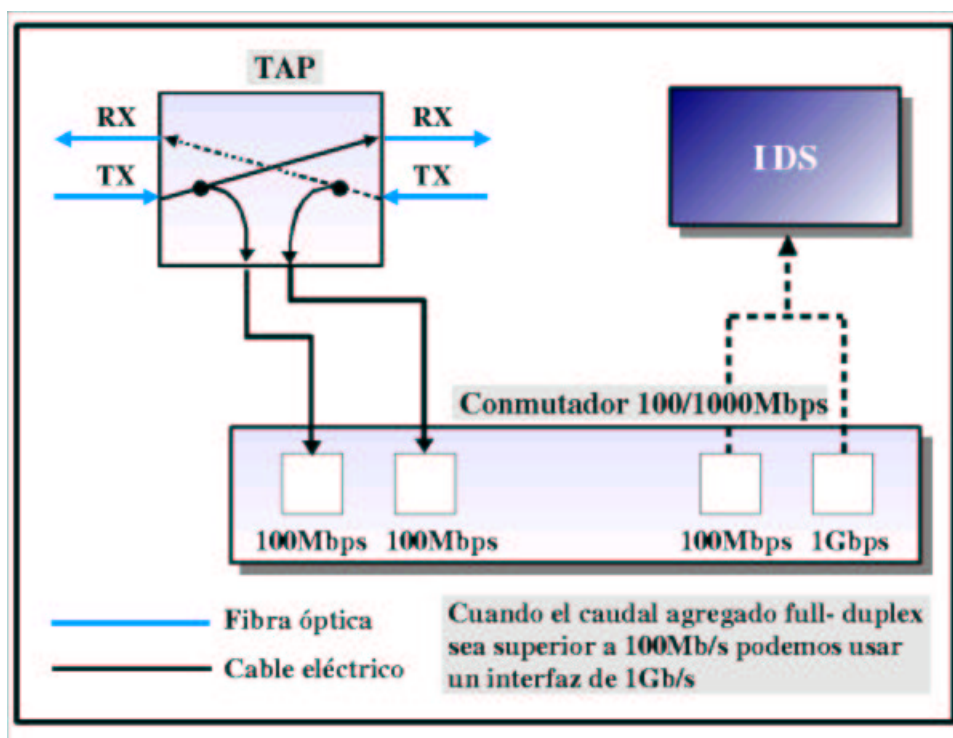 TAP
RX
RX
TX
TX
IDS
Conmutador 100/1000Mbps
100Mbps
100Mbps
100Mbps
1Gbps
Fibra óptica
Cable eléctrico
Cuando el caudal agregado full- duplex
sea superior a 100Mb/s podemos usar
un interfaz de 1Gb/s